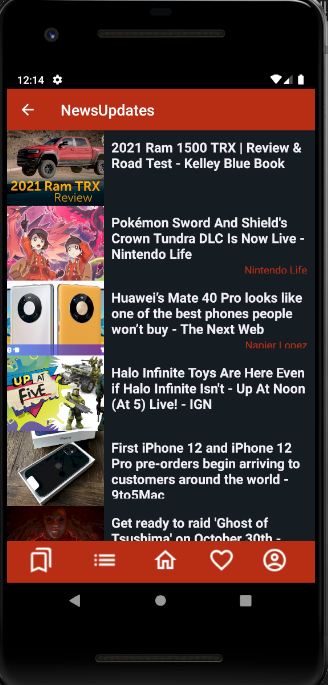 12:14
NewsUpdates
2021 Ram 1500 TRX | Review &
Road Test - Kelley Blue Book
2021 Ram TRX
Review
Pokémon Sword And Shield's
Crown Tundra DLC Is Now Live -
Nintendo Life
Nintendo Life
Huawei's Mate 40 Pro looks like
one of the best phones people
won't buy - The Next Web
Napier Lopez
UP AT
FIVE
Halo Infinite Toys Are Here Even
if Halo Infinite Isn't - Up At Noon
(At 5) Live! - IGN
First iPhone 12 and iPhone 12
Pro pre-orders begin arriving to
customers around the world -
9to5Mac
Get ready to raid 'Ghost of
Tsushima' on October 30th -